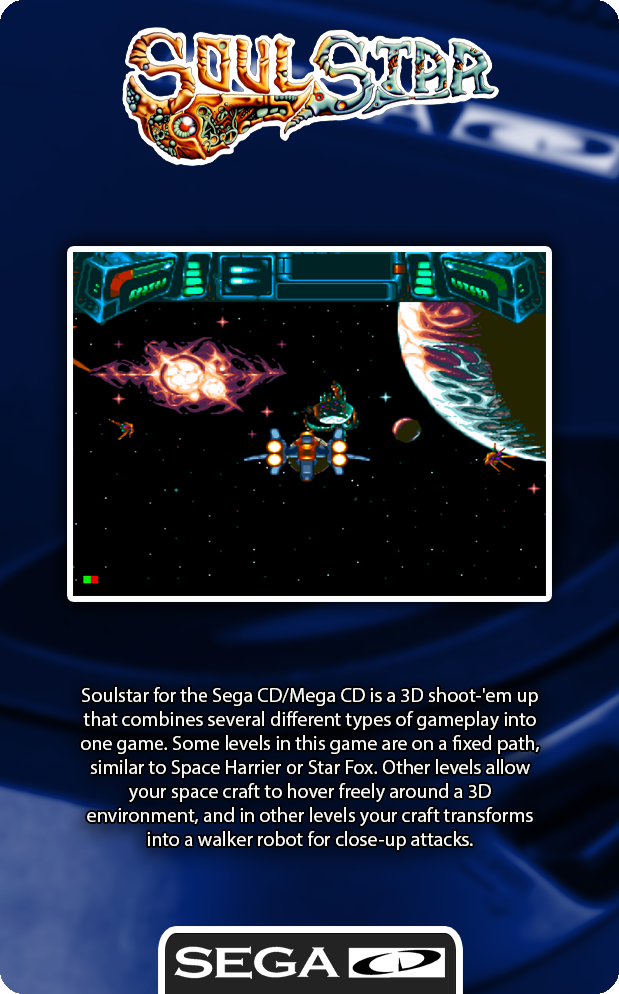 SOULSTAR
Soulstar for the Sega CD/Mega CD is a 3D shoot-'em up
that combines several different types of gameplay into
one game. Some levels in this game are on a fixed path,
similar to Space Harrier or Star Fox. Other levels allow
your space craft to hover freely around a 3D
environment, and in other levels your craft transforms
into a walker robot for close-up attacks.
SEGA CD